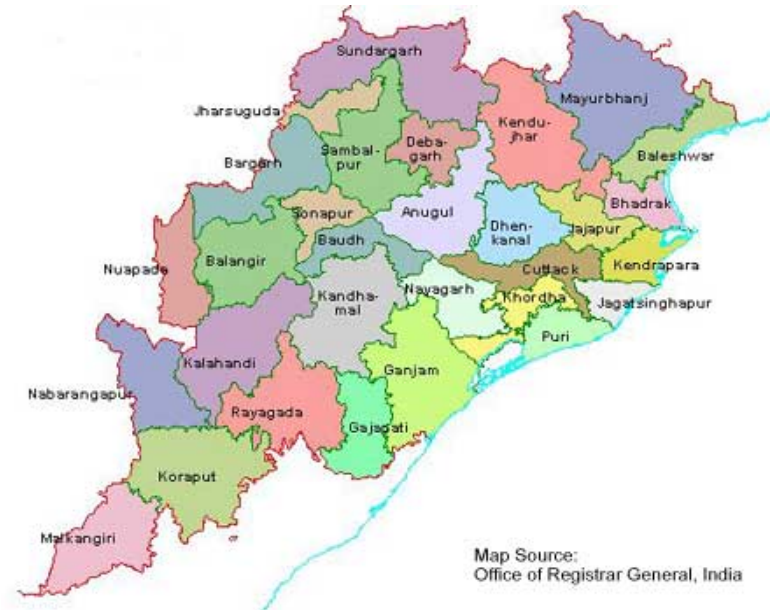 Sundargarh
Mayurbhanj
Jharsuguda
Kendu-
jhar
Deba-
garh
Sambal-
pur
Baleshwar
Bargarh
Bhadrak
Sonapur
Anugul
Dhen-
kanal
Jajapur
Baudh
Balangir
Nuapada
Cuttack
Kendrapara
Nayagarh
Khordha
Jagatsinghapur
Kandha-
mal
Puri
Kalahandi
Ganjam
Nabarangapur
Rayagada
Gajapati
Koraput
Malkangiri
Map Source:
Office of Registrar General, India